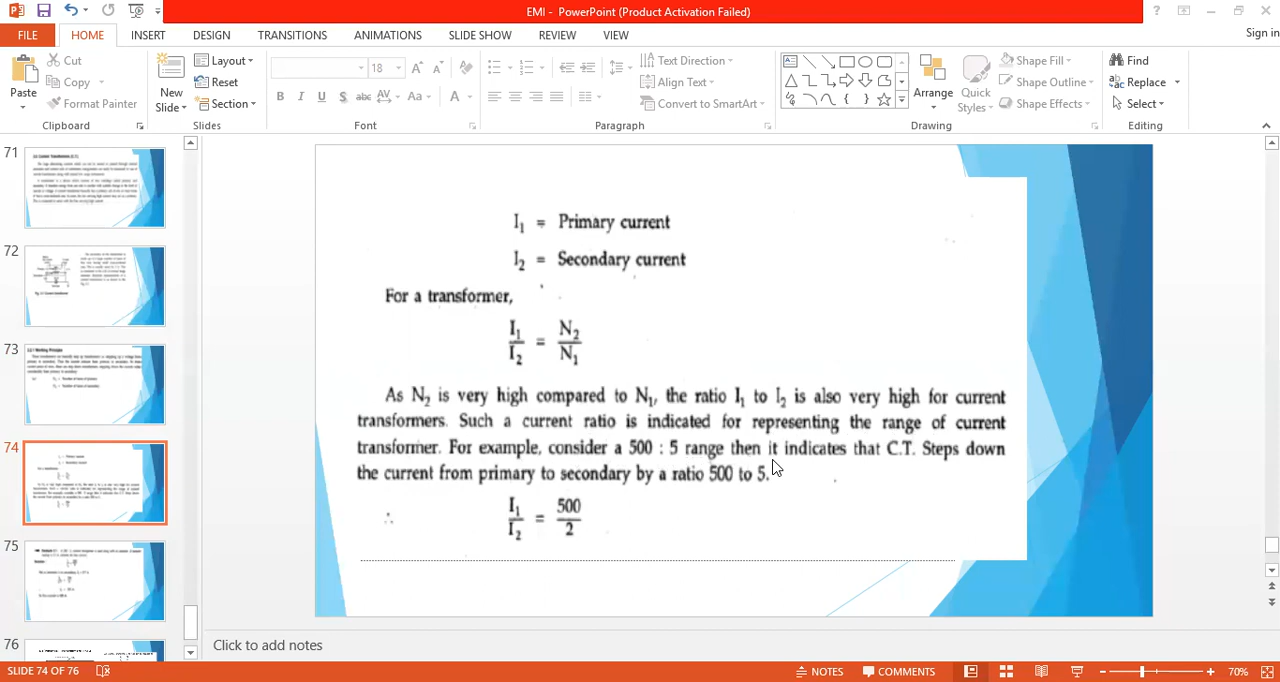 EMI - PowerPoint (Product Activation Failed)
Sign in
FILE HOME INSERT DESIGN TRANSITIONS ANIMATIONS SLIDE SHOW REVIEW VIEW
Paste
Cut
Copy
Format Painter
Clipboard
New Slide
Layout
Reset
Section
Slides
18
B I U S abc AV Aa A
Font
Text Direction
Align Text
Convert to SmartArt
Paragraph
Arrange
Quick Styles
Shape Fill
Shape Outline
Shape Effects
Drawing
Find
Replace
Select
Editing
71
72
73
74
75
76
I₁ = Primary current
I₂ = Secondary current
For a transformer,
I₁/I₂ = N₂/N₁
As N₂ is very high compared to N₁, the ratio I₁ to I₂ is also very high for current
transformers. Such a current ratio is indicated for representing the range of current
transformer. For example, consider a 500 : 5 range then it indicates that C.T. Steps down
the current from primary to secondary by a ratio 500 to 5.
∴ I₁/I₂ = 500/2
Click to add notes
SLIDE 74 OF 76
NOTES
COMMENTS
70%